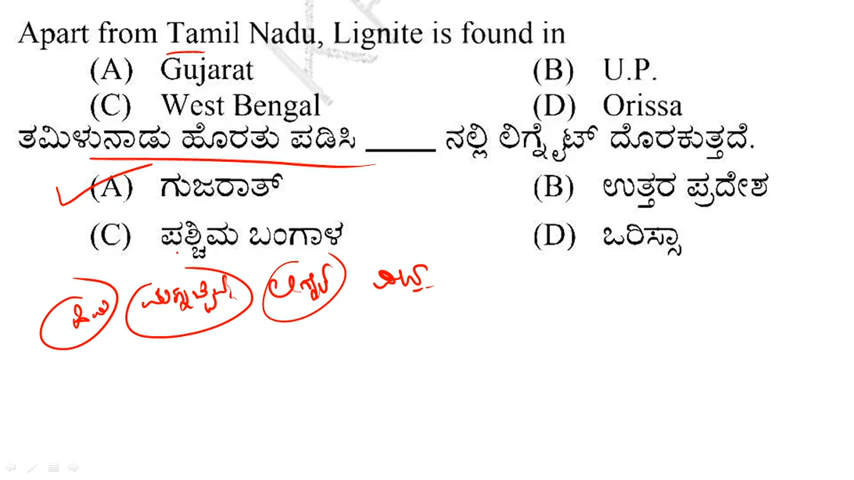 Apart from Tamil Nadu, Lignite is found in
(A) Gujarat (B) U.P.
(C) West Bengal (D) Orissa
ತಮಿಳುನಾಡು ಹೊರತು ಪಡಿಸಿ _____ ನಲ್ಲಿ ಲಿಗ್ನೈಟ್ ದೊರಕುತ್ತದೆ.
(A) ಗುಜರಾತ್ (B) ಉತ್ತರ ಪ್ರದೇಶ
(C) ಪಶ್ಚಿಮ ಬಂಗಾಳ (D) ಒರಿಸ್ಸಾ